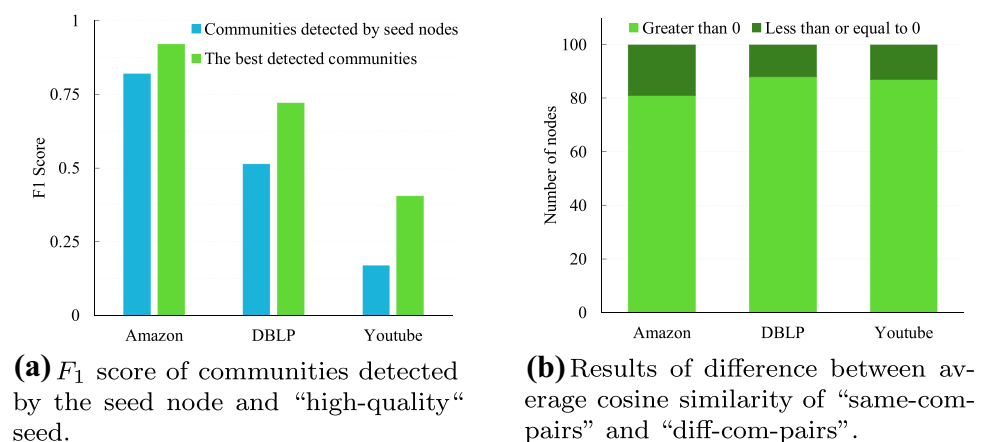 1
0.75
0.5
0.25
0
F1 Score
Communities detected by seed nodes
The best detected communities
Amazon DBLP Youtube
(a) F1 score of communities detected
by the seed node and “high-quality“
seed.
100
80
60
40
20
0
Number of nodes
Greater than 0 Less than or equal to 0
Amazon DBLP Youtube
(b) Results of difference between av-
erage cosine similarity of “same-com-
pairs” and “diff-com-pairs”.